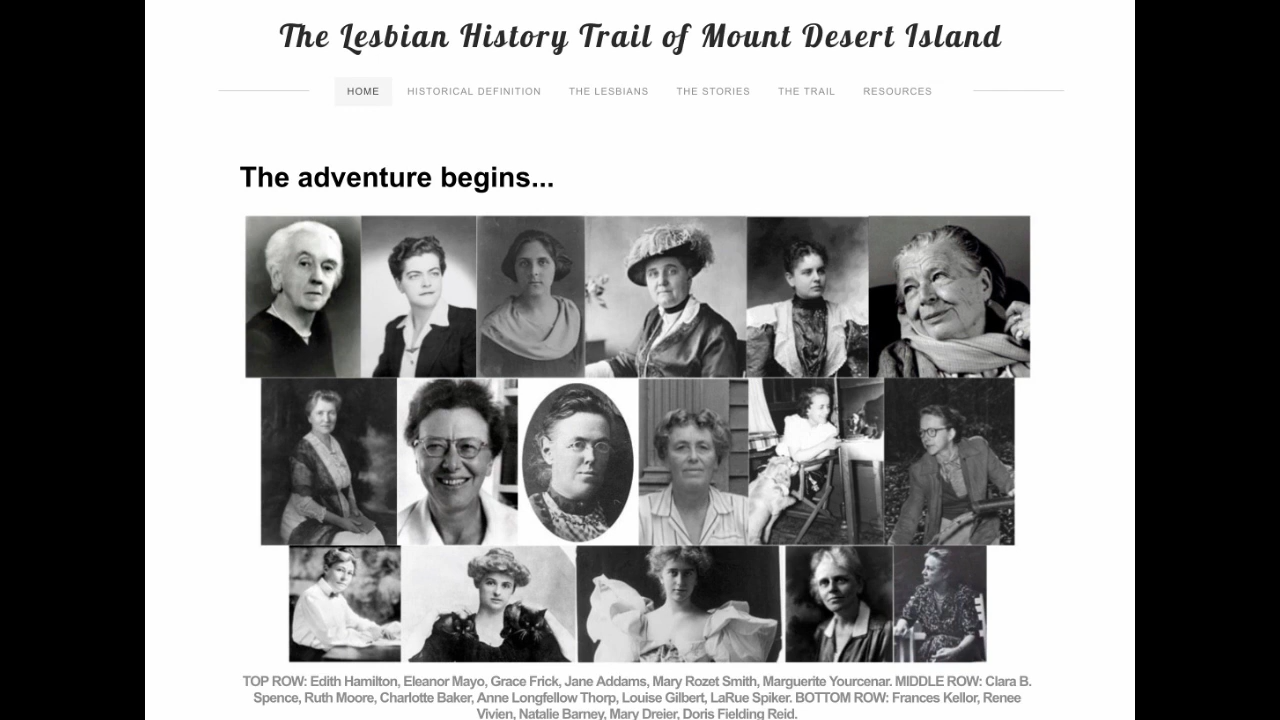 The Lesbian History Trail of Mount Desert Island
HOME HISTORICAL DEFINITION THE LESBIANS THE STORIES THE TRAIL RESOURCES
The adventure begins...
TOP ROW: Edith Hamilton, Eleanor Mayo, Grace Frick, Jane Addams, Mary Rozet Smith, Marguerite Yourcenar. MIDDLE ROW: Clara B.
Spence, Ruth Moore, Charlotte Baker, Anne Longfellow Thorp, Louise Gilbert, LaRue Spiker. BOTTOM ROW: Frances Kellor, Renee
Vivien, Natalie Barney, Mary Dreier, Doris Fielding Reid.